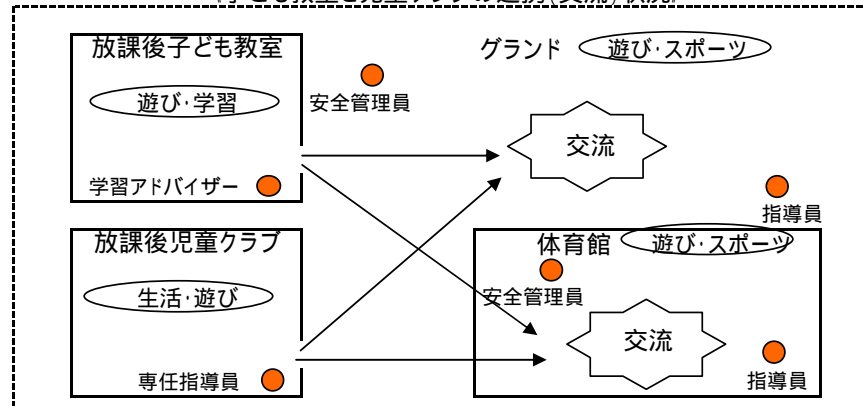 放課後子ども教室
グランド
遊び・スポーツ
遊び・学習
安全管理員
交流
学習アドバイザー
指導員
放課後児童クラブ
体育館
遊び・スポーツ
生活・遊び
安全管理員
交流
専任指導員
指導員